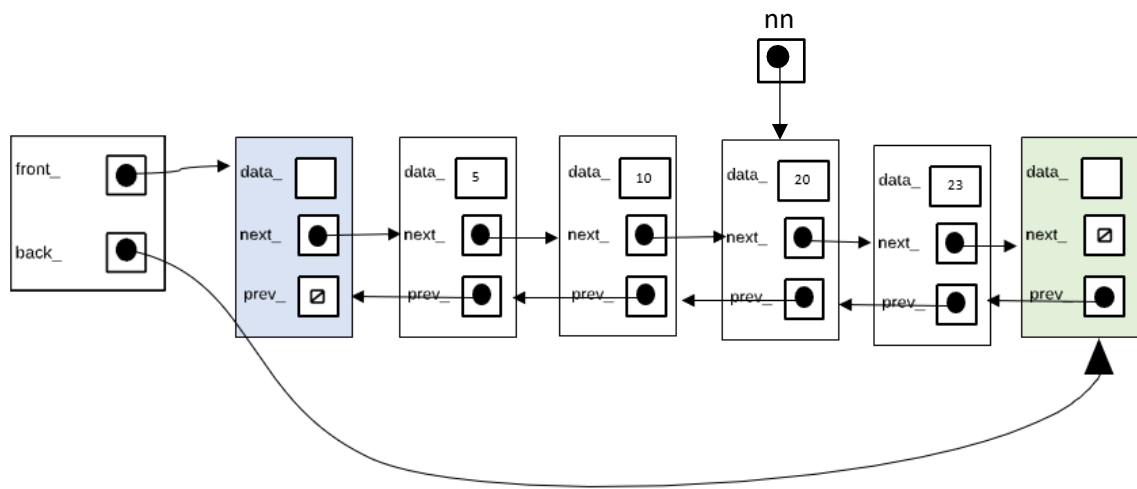 nn
front_
back_
data_
next_
prev_
data_ 5
next_
prev_
data_ 10
next_
prev_
data_ 20
next_
prev_
data_ 23
next_
prev_
data_
next_
prev_